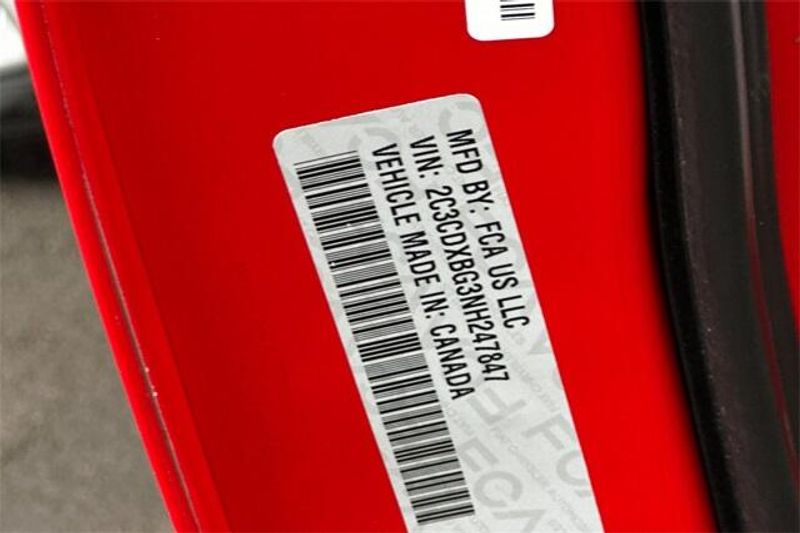 MFD BY: FCA US LLC
VIN: 2C3CDXBG3NH247847
VEHICLE MADE IN: CANADA